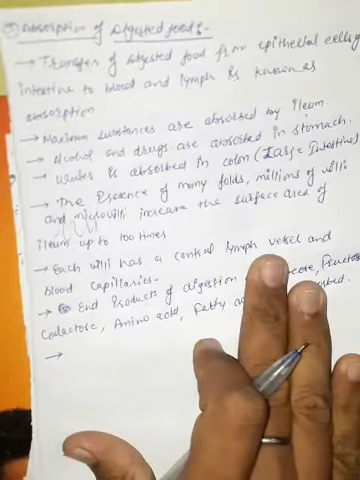 Absorption of digested food :-
→ Transfer of digested food from epithelial cells of
intestine to blood and lymph is known as
absorption
→ Maximum substances are absorbed by ileum.
→ Alcohol and drugs are absorbed in stomach.
→ Water is absorbed in colon (Large Intestine)
→ The Presence of many folds, millions of villi
and microvilli increase the surface area of
ileum up to 100 times
→ Each villi has a central lymph vessel and
blood capillaries.
→ End Products of digestion Fructose
Galactose, Amino acid, Fatty
→